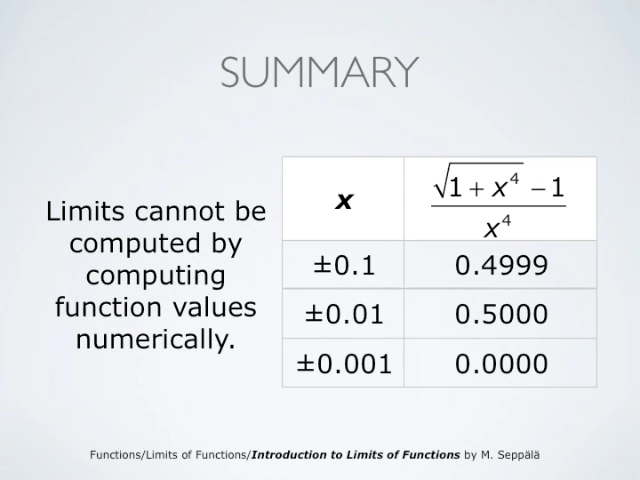 SUMMARY
Limits cannot be
computed by
computing
function values
numerically.
x | (√(1 + x⁴) − 1) / x⁴
±0.1 | 0.4999
±0.01 | 0.5000
±0.001 | 0.0000
Functions/Limits of Functions/Introduction to Limits of Functions by M. Seppälä